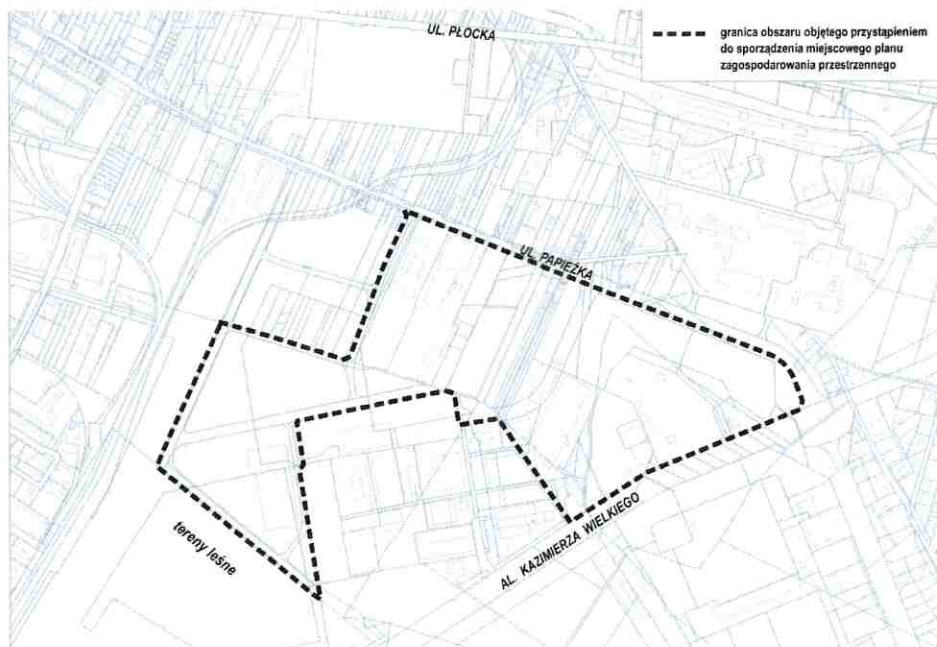 UL. PŁOCKA
granica obszaru objętego przystąpieniem
do sporządzenia miejscowego planu
zagospodarowania przestrzennego
UL. PAPIEŻKA
tereny leśne
AL. KAZIMIERZA WIELKIEGO